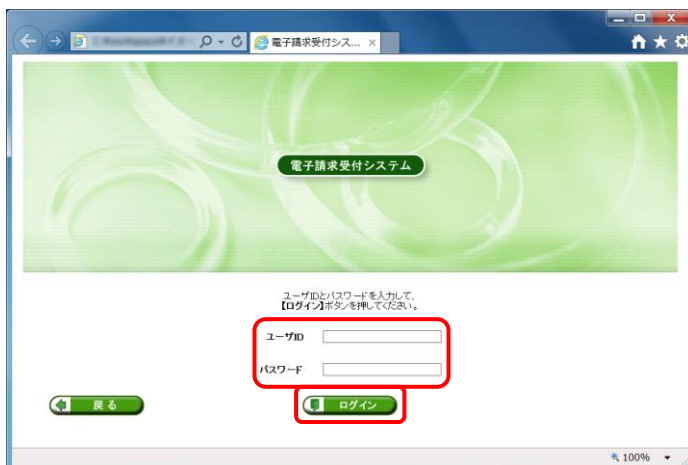 電子請求受付シス...
電子請求受付システム
ユーザIDとパスワードを入力して、
【ログイン】ボタンを押してください。
ユーザID
パスワード
戻る
ログイン
100%